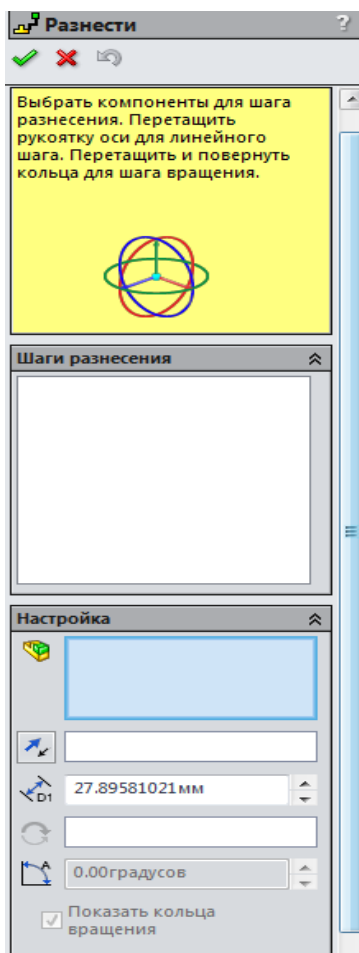 Разнести
?
Выбрать компоненты для шага
разнесения. Перетащить
рукоятку оси для линейного
шага. Перетащить и повернуть
кольца для шага вращения.
Шаги разнесения
Настройка
D1
27.89581021мм
A
0.00градусов
Показать кольца
вращения